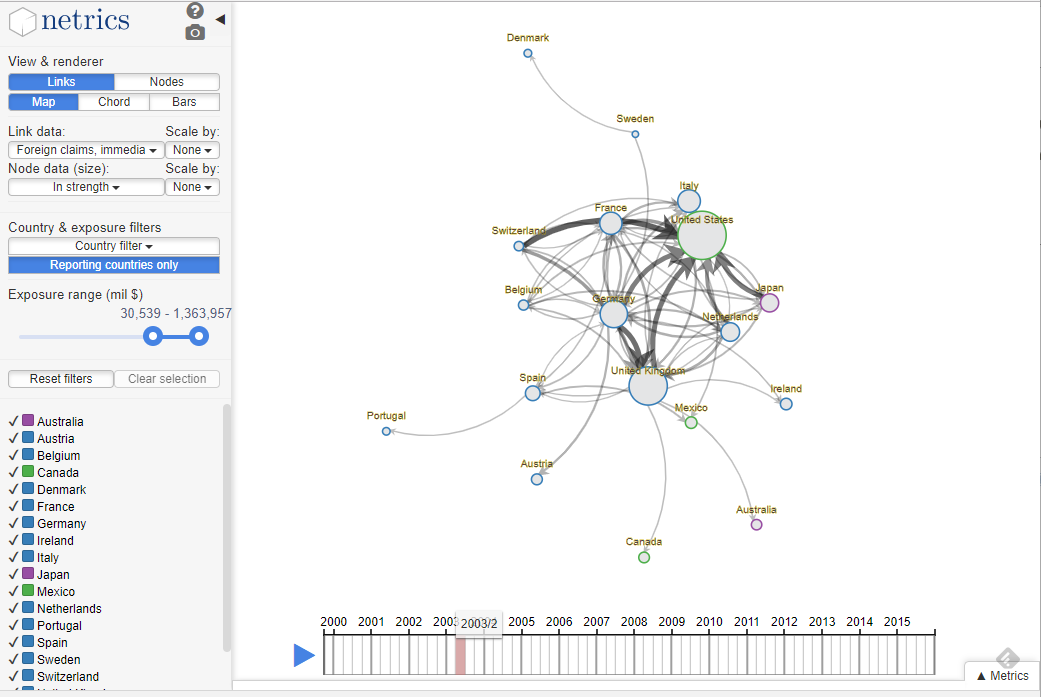 netrics
?
View & renderer
Links Nodes
Map Chord Bars
Link data: Scale by:
Foreign claims, immedia None
Node data (size): Scale by:
In strength None
Country & exposure filters
Country filter
Reporting countries only
Exposure range (mil $)
30,539 - 1,363,957
Reset filters Clear selection
Australia
Austria
Belgium
Canada
Denmark
France
Germany
Ireland
Italy
Japan
Mexico
Netherlands
Portugal
Spain
Sweden
Switzerland
Denmark
Sweden
Italy
France
United States
Switzerland
Belgium
Japan
Germany
Netherlands
United Kingdom
Spain
Ireland
Mexico
Portugal
Austria
Australia
Canada
2000 2001 2002 2003 2003/2 2005 2006 2007 2008 2009 2010 2011 2012 2013 2014 2015
▲ Metrics